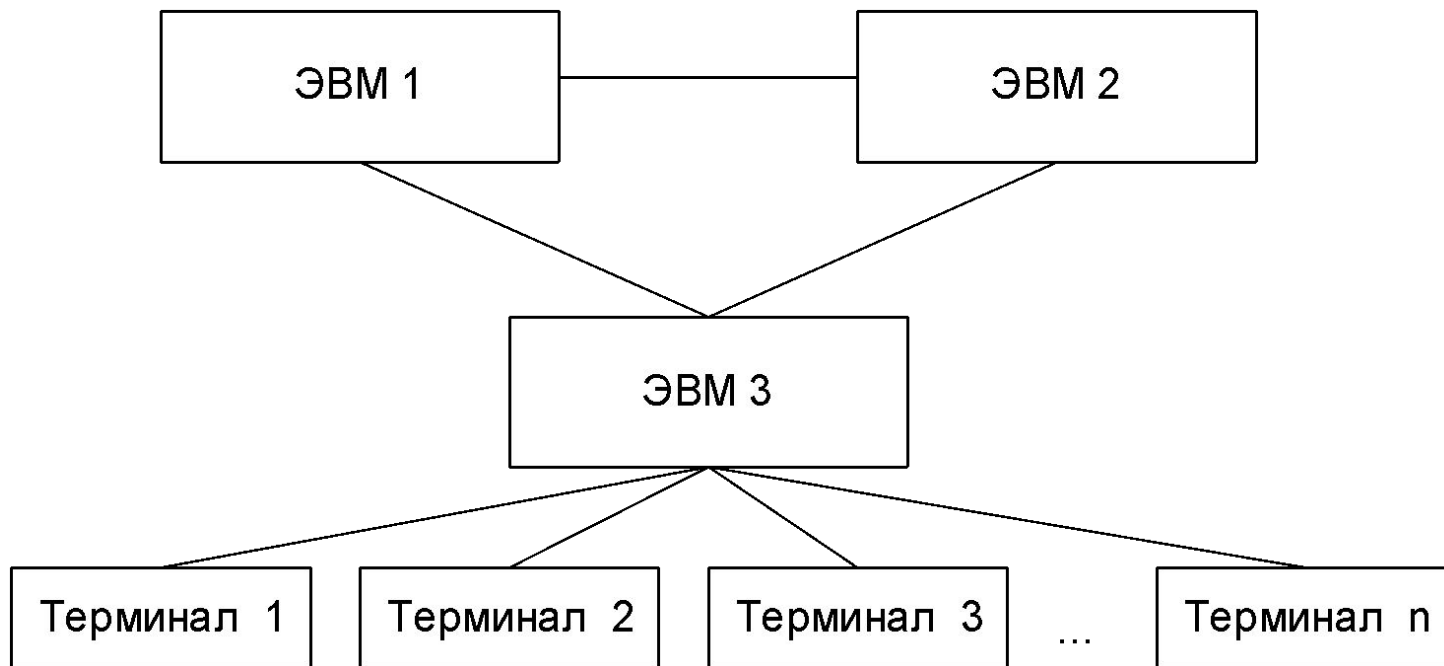 ЭВМ 1
ЭВМ 2
ЭВМ 3
Терминал 1
Терминал 2
Терминал 3
...
Терминал n